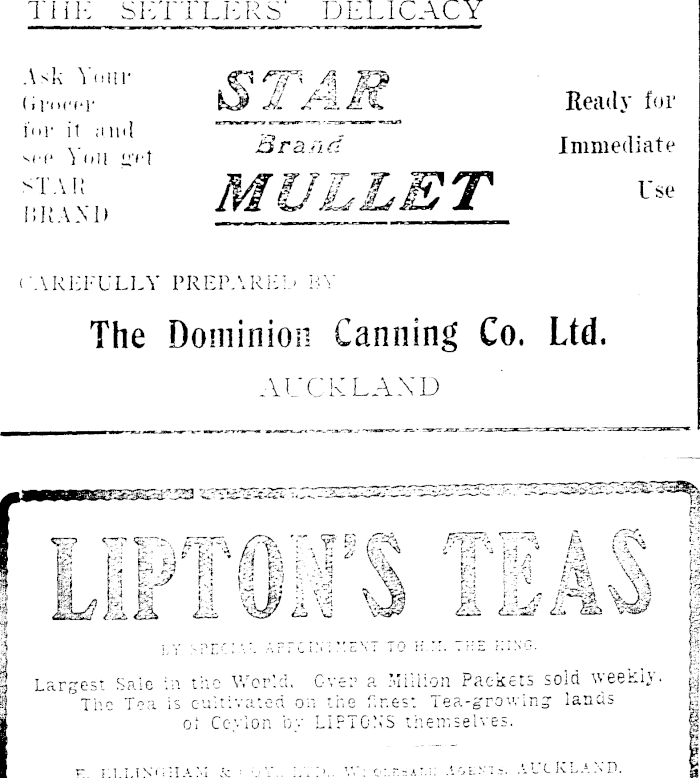 THE SETTLERS' DELICACY
Ask Your
Grocer
for it and
see You get
STAR
BRAND
STAR
Brand
MULLET
Ready for
Immediate
Use
CAREFULLY PREPARED BY
The Dominion Canning Co. Ltd.
AUCKLAND
LIPTON'S TEAS
BY SPECIAL APPOINTMENT TO H.M. THE KING.
Largest Sale in the World. Over a Million Packets sold weekly.
The Tea is cultivated on the finest Tea-growing lands
of Ceylon by LIPTONS themselves.
E. ELLINGHAM & LTD., WHOLESALE AGENTS, AUCKLAND.